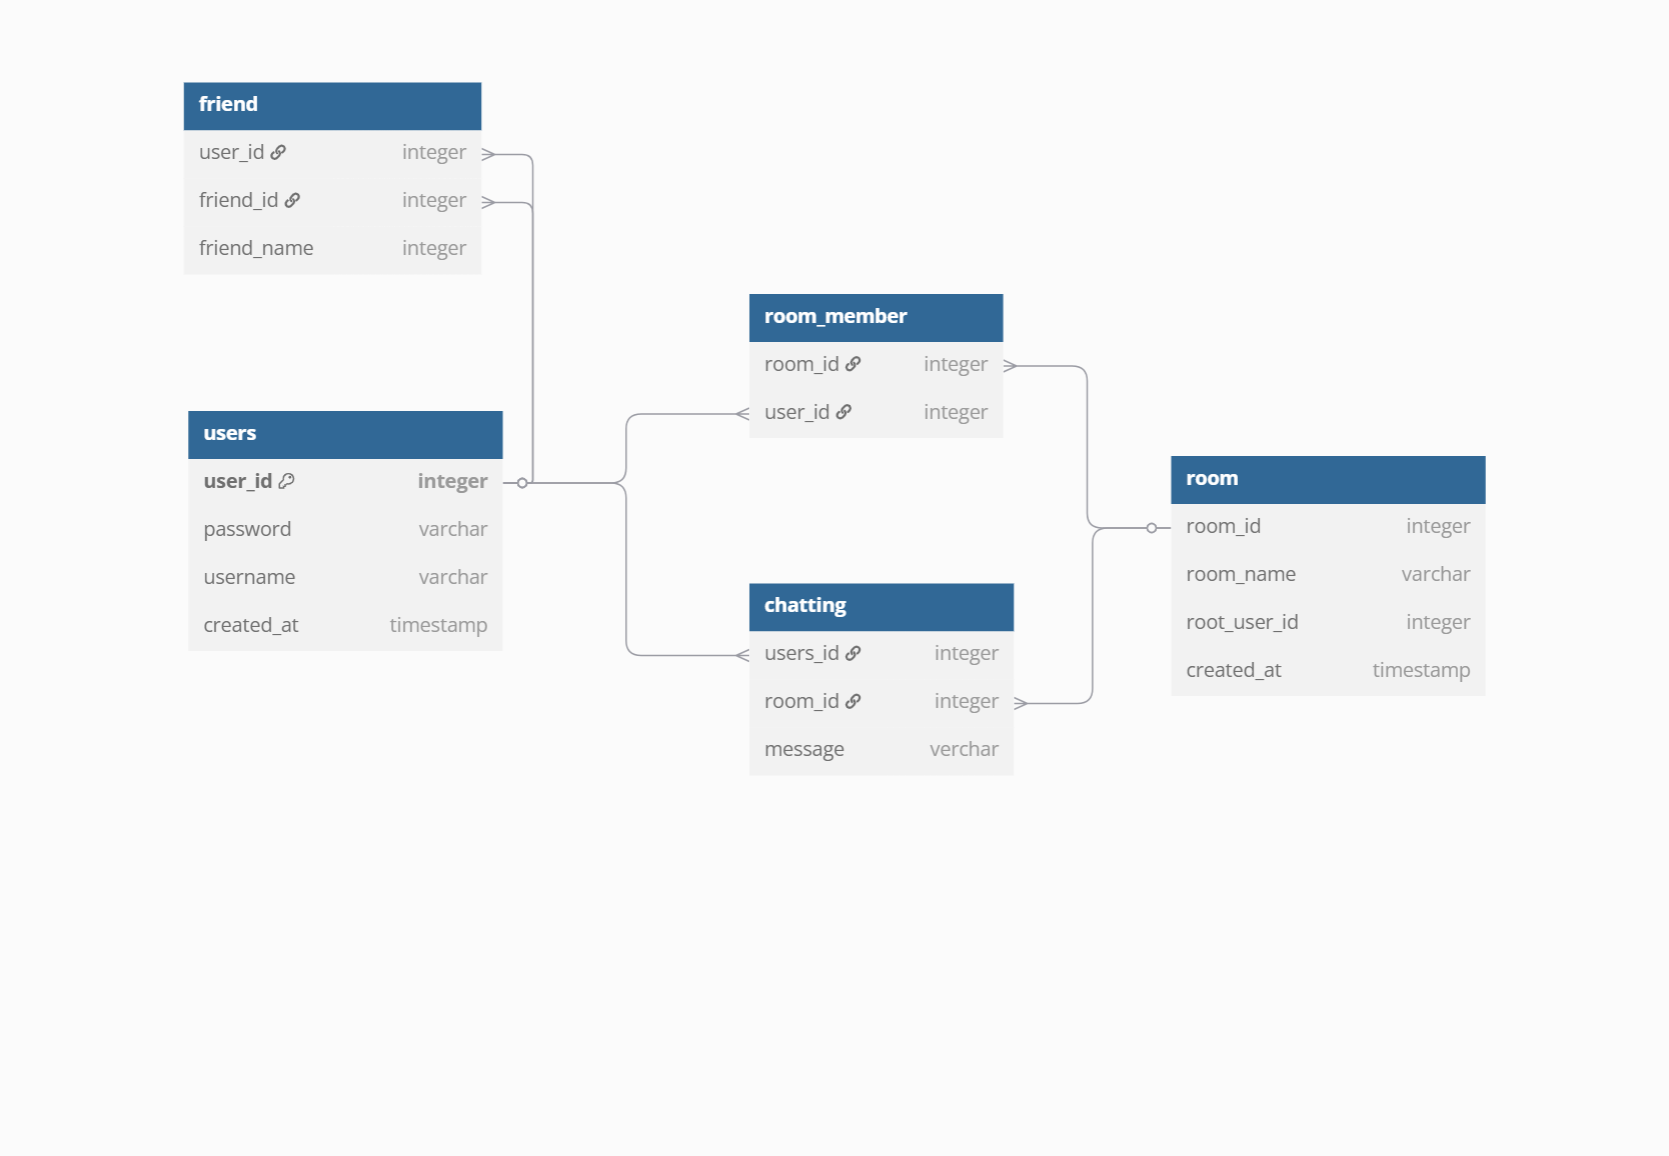 friend
user_id integer
friend_id integer
friend_name integer
users
user_id integer
password varchar
username varchar
created_at timestamp
room_member
room_id integer
user_id integer
chatting
users_id integer
room_id integer
message verchar
room
room_id integer
room_name varchar
root_user_id integer
created_at timestamp